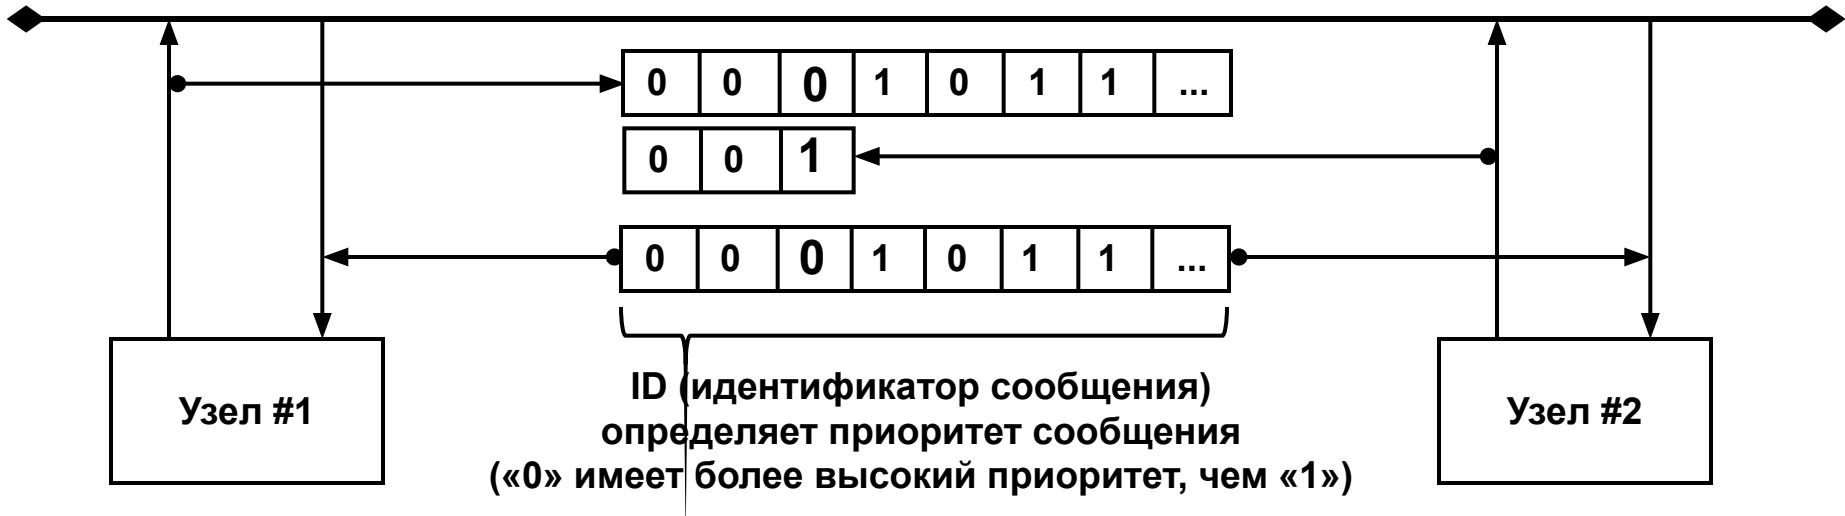 0 0 0 1 0 1 1 ...
0 0 1
0 0 0 1 0 1 1 ...
Узел #1
ID (идентификатор сообщения)
определяет приоритет сообщения
(«0» имеет более высокий приоритет, чем «1»)
Узел #2